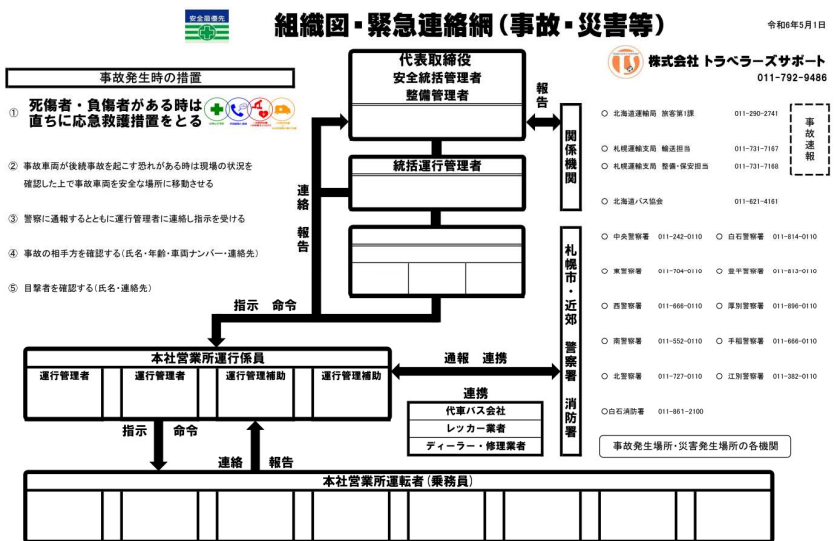 安全最優先
組織図・緊急連絡網(事故・災害等)
令和6年5月1日
株式会社 トラベラーズサポート
011-792-9486
事故発生時の措置
① 死傷者・負傷者がある時は
直ちに応急救護措置をとる
② 事故車両が後続事故を起こす恐れがある時は現場の状況を
確認した上で事故車両を安全な場所に移動させる
③ 警察に通報するとともに運行管理者に連絡し指示を受ける
④ 事故の相手方を確認する(氏名・年齢・車両ナンバー・連絡先)
⑤ 目撃者を確認する(氏名・連絡先)
代表取締役
安全統括管理者
整備管理者
統括運行管理者
連絡 報告
報告
関係機関
○ 北海道運輸局 旅客第1課 011-290-2741
○ 札幌運輸支局 輸送担当 011-731-7167
○ 札幌運輸支局 整備・保安担当 011-731-7168
○ 北海道バス協会 011-621-4161
事故速報
札幌市・近郊 警察署 消防署
○ 中央警察署 011-242-0110 ○ 白石警察署 011-814-0110
○ 東警察署 011-704-0110 ○ 豊平警察署 011-813-0110
○ 西警察署 011-666-0110 ○ 厚別警察署 011-896-0110
○ 南警察署 011-552-0110 ○ 手稲警察署 011-666-0110
○ 北警察署 011-727-0110 ○ 江別警察署 011-382-0110
○白石消防署 011-861-2100
事故発生場所・災害発生場所の各機関
指示 命令
本社営業所運行係員
運行管理者 運行管理者 運行管理補助 運行管理補助
通報 連携
連携
代車バス会社
レッカー業者
ディーラー・修理業者
指示 命令
連絡 報告
本社営業所運転者(乗務員)